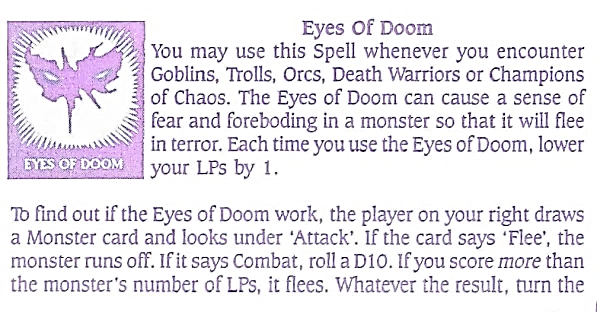 Eyes Of Doom
You may use this Spell whenever you encounter
Goblins, Trolls, Orcs, Death Warriors or Champions
of Chaos. The Eyes of Doom can cause a sense of
fear and foreboding in a monster so that it will flee
in terror. Each time you use the Eyes of Doom, lower
your LPs by 1.
EYES OF DOOM
To find out if the Eyes of Doom work, the player on your right draws
a Monster card and looks under ‘Attack’. If the card says ‘Flee’, the
monster runs off. If it says Combat, roll a D10. If you score more than
the monster’s number of LPs, it flees. Whatever the result, turn the